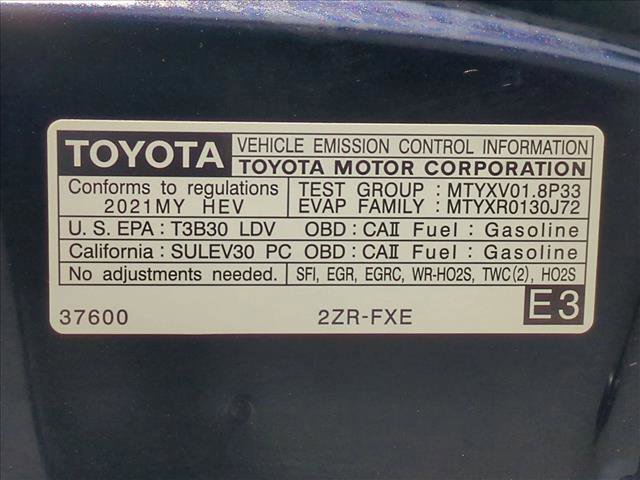 TOYOTA
VEHICLE EMISSION CONTROL INFORMATION
TOYOTA MOTOR CORPORATION
Conforms to regulations
2021MY HEV
TEST GROUP : MTYXV01.8P33
EVAP FAMILY : MTYXR0130J72
U. S. EPA : T3B30 LDV OBD : CAII Fuel : Gasoline
California : SULEV30 PC OBD : CAII Fuel : Gasoline
No adjustments needed. SFI, EGR, EGRC, WR-HO2S, TWC(2), HO2S
37600 2ZR-FXE E3